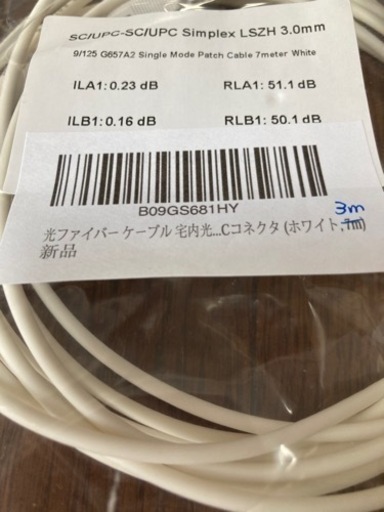 SC/UPC-SC/UPC Simplex LSZH 3.0mm
9/125 G657A2 Single Mode Patch Cable 7meter White
ILA1: 0.23 dB RLA1: 51.1 dB
ILB1: 0.16 dB RLB1: 50.1 dB
B09GS681HY
3m
光ファイバー ケーブル 宅内光...Cコネクタ (ホワイト, 7m)
新品